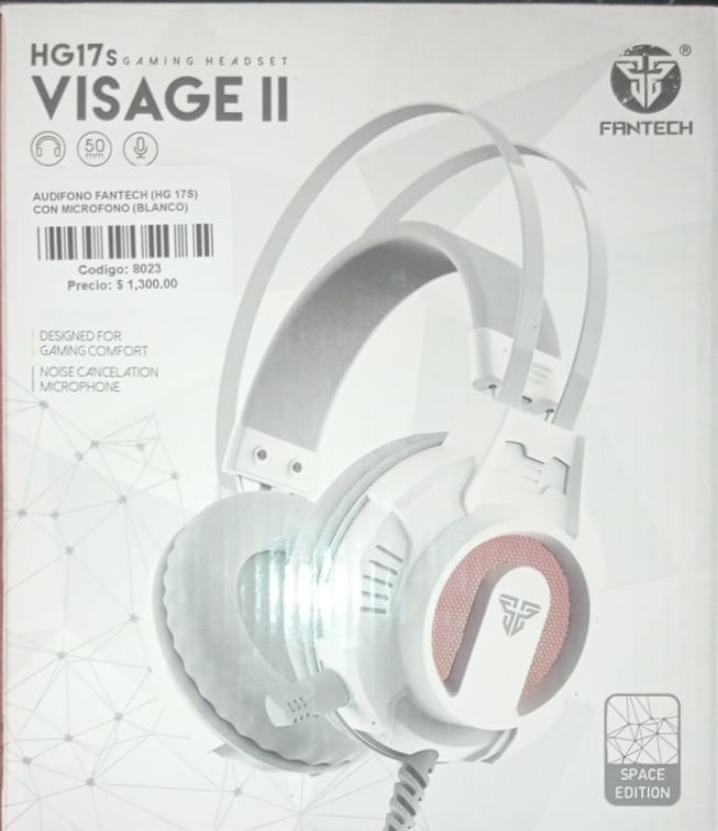 HG17s GAMING HEADSET
VISAGE II
®
FANTECH
50
mm
AUDIFONO FANTECH (HG 17S)
CON MICROFONO (BLANCO)
Codigo: 8023
Precio: $ 1,300.00
DESIGNED FOR
GAMING COMFORT
NOISE CANCELATION
MICROPHONE
SPACE
EDITION